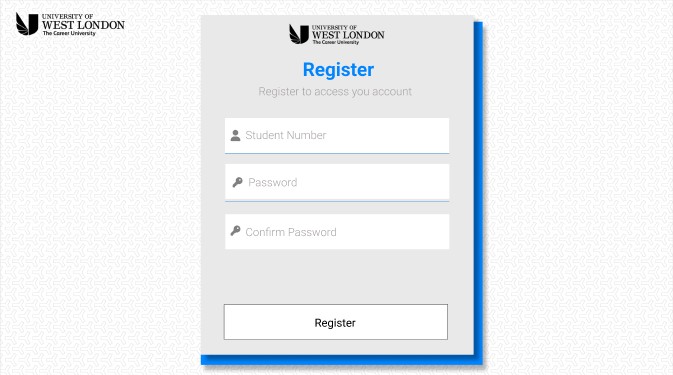 UNIVERSITY OF
WEST LONDON
The Career University
UNIVERSITY OF
WEST LONDON
The Career University
Register
Register to access you account
Student Number
Password
Confirm Password
Register